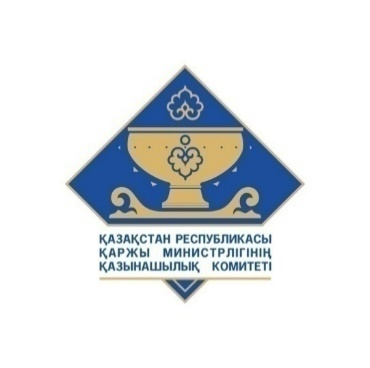 ҚАЗАҚСТАН РЕСПУБЛИКАСЫ
ҚАРЖЫ МИНИСТРЛІГІНІҢ
ҚАЗЫНАШЫЛЫҚ КОМИТЕТІ